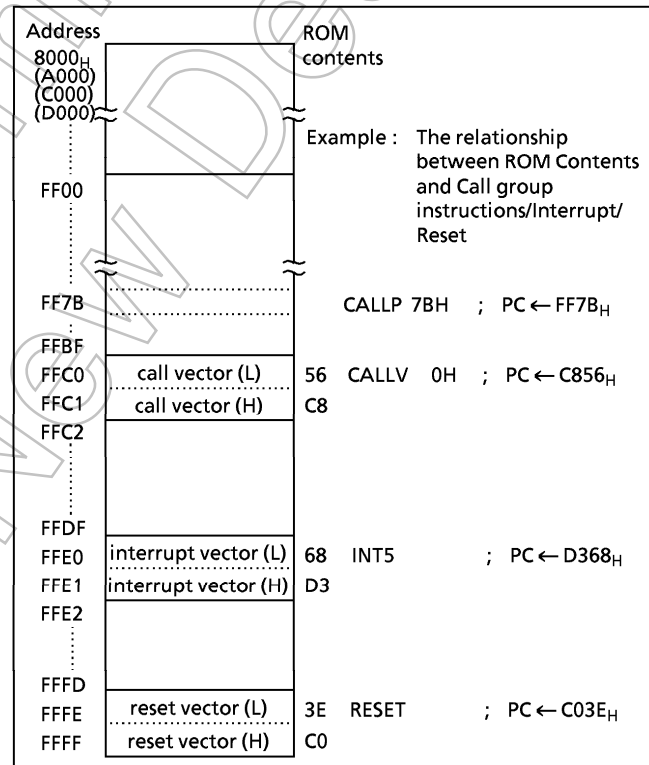 Address ROM
8000H contents
(A000)
(C000)
(D000)
Example : The relationship
between ROM Contents
and Call group
instructions/Interrupt/
Reset
FF00
FF7B CALLP 7BH ; PC ← FF7BH
FFBF
FFC0 call vector (L) 56 CALLV 0H ; PC ← C856H
FFC1 call vector (H) C8
FFC2
FFDF
FFE0 interrupt vector (L) 68 INT5 ; PC ← D368H
FFE1 interrupt vector (H) D3
FFE2
FFFD
FFFE reset vector (L) 3E RESET ; PC ← C03EH
FFFF reset vector (H) C0